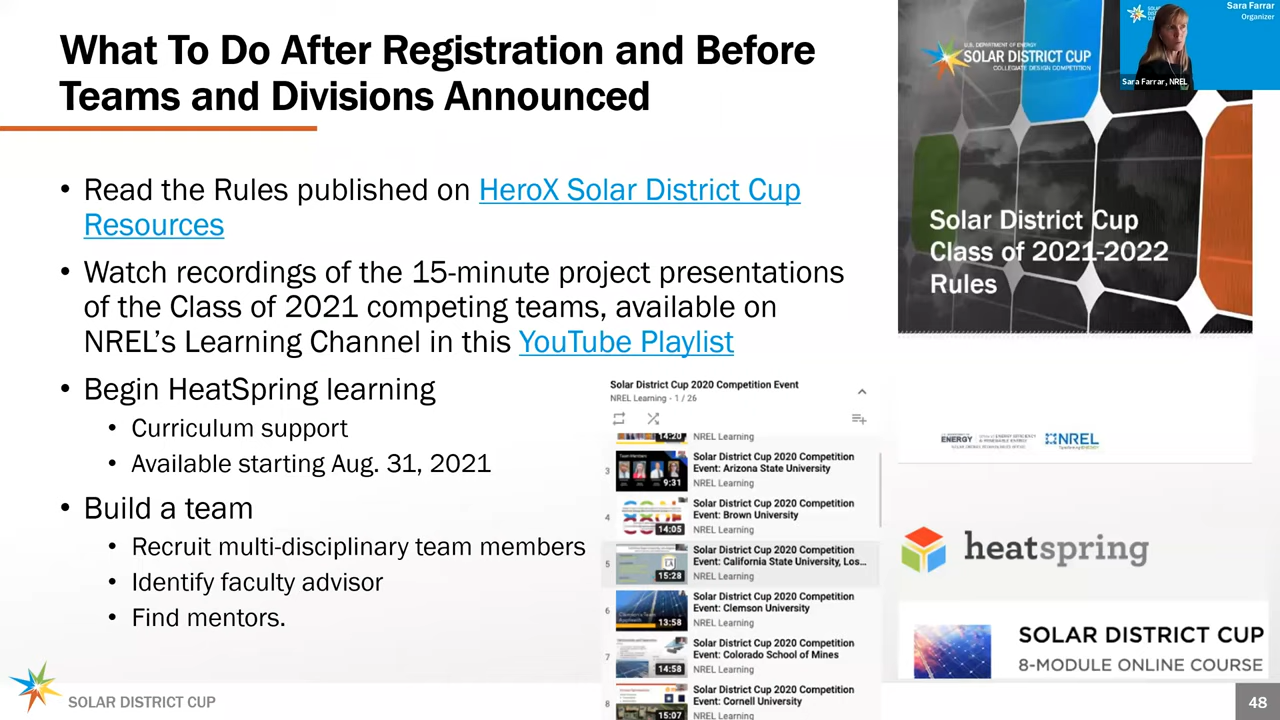 What To Do After Registration and Before
Teams and Divisions Announced
• Read the Rules published on HeroX Solar District Cup
Resources
• Watch recordings of the 15-minute project presentations
of the Class of 2021 competing teams, available on
NREL's Learning Channel in this YouTube Playlist
• Begin HeatSpring learning
• Curriculum support
• Available starting Aug. 31, 2021
• Build a team
• Recruit multi-disciplinary team members
• Identify faculty advisor
• Find mentors.
Solar District Cup 2020 Competition Event
NREL Learning - 1 / 26
14:20
NREL Learning
3
9:31
Solar District Cup 2020 Competition
Event: Arizona State University
NREL Learning
4
14:05
Solar District Cup 2020 Competition
Event: Brown University
NREL Learning
5
15:28
Solar District Cup 2020 Competition
Event: California State University, Los...
NREL Learning
6
13:58
Solar District Cup 2020 Competition
Event: Clemson University
NREL Learning
7
14:58
Solar District Cup 2020 Competition
Event: Colorado School of Mines
NREL Learning
8
15:07
Solar District Cup 2020 Competition
Event: Cornell University
NREL Learning
U.S. DEPARTMENT OF ENERGY
SOLAR DISTRICT CUP
COLLEGIATE DESIGN COMPETITION
Sara Farrar
Organizer
Sara Farrar, NREL
Solar District Cup
Class of 2021-2022
Rules
ENERGY
NREL
heatspring
SOLAR DISTRICT CUP
8-MODULE ONLINE COURSE
SOLAR DISTRICT CUP
48